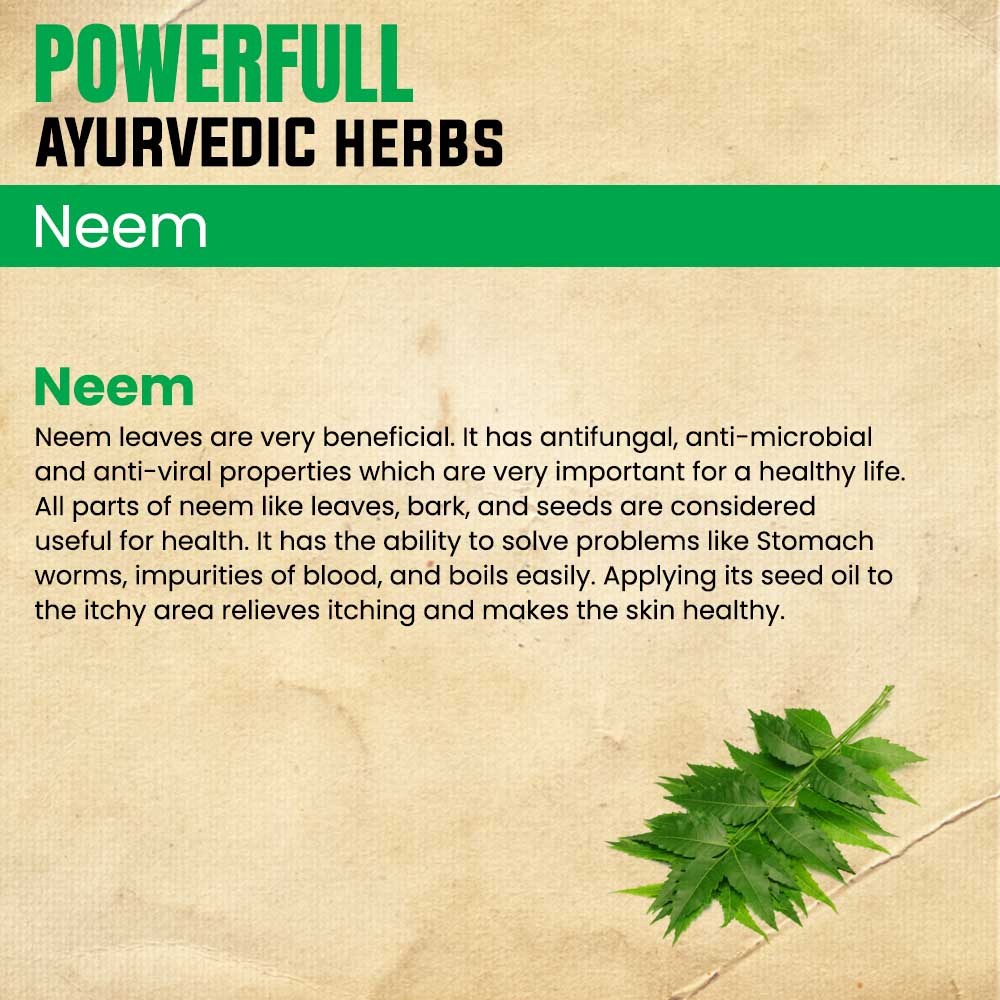 POWERFULL
AYURVEDIC HERBS
Neem
Neem
Neem leaves are very beneficial. It has antifungal, anti-microbial
and anti-viral properties which are very important for a healthy life.
All parts of neem like leaves, bark, and seeds are considered
useful for health. It has the ability to solve problems like Stomach
worms, impurities of blood, and boils easily. Applying its seed oil to
the itchy area relieves itching and makes the skin healthy.